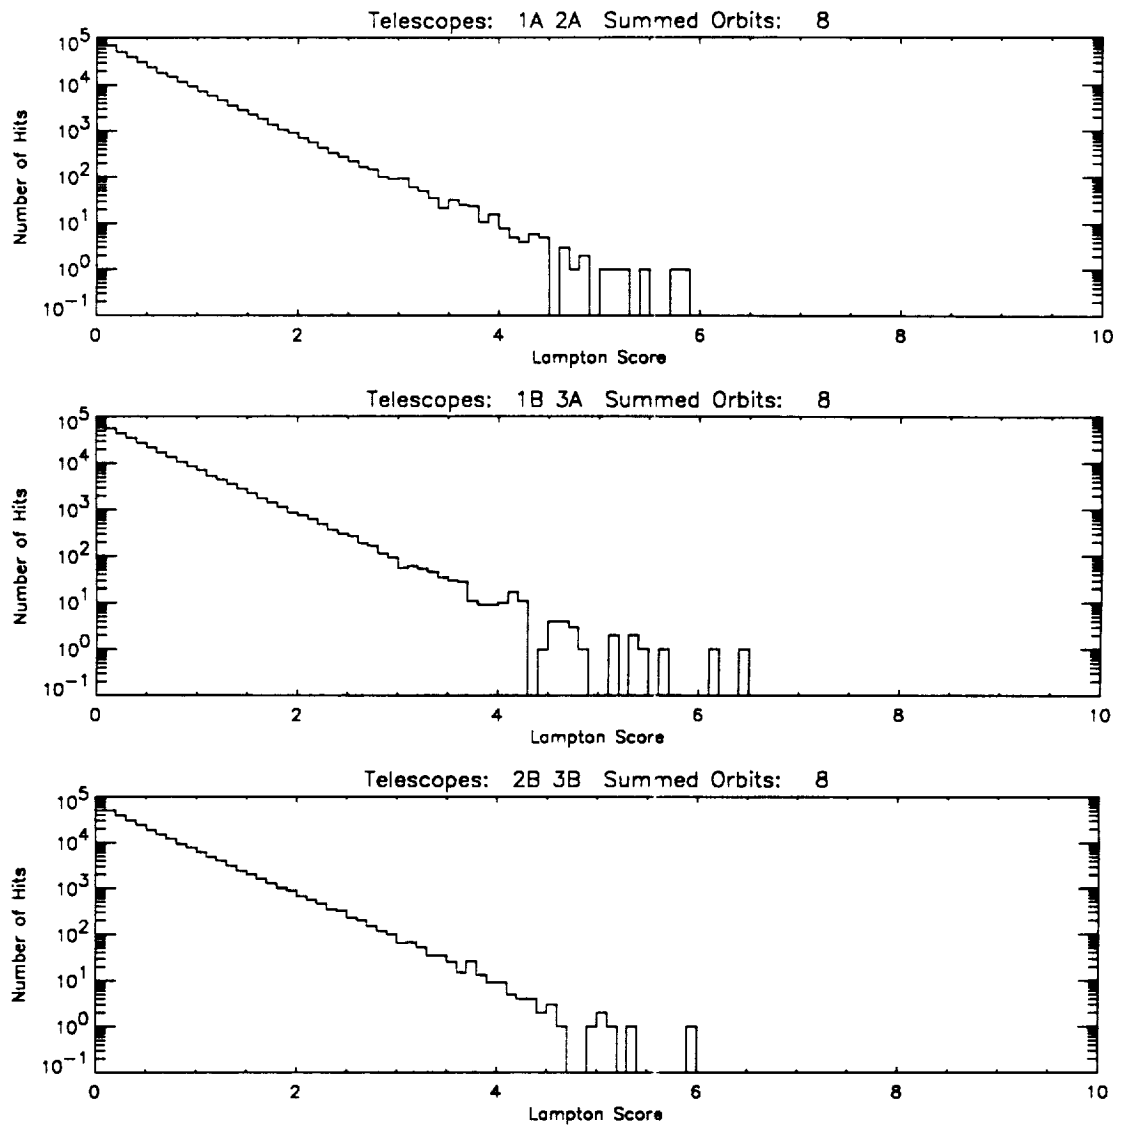 Telescopes: 1A 2A Summed Orbits: 8
10^5
10^4
10^3
10^2
10^1
10^0
10^-1
Number of Hits
0 2 4 6 8 10
Lampton Score
Telescopes: 1B 3A Summed Orbits: 8
10^5
10^4
10^3
10^2
10^1
10^0
10^-1
Number of Hits
0 2 4 6 8 10
Lampton Score
Telescopes: 2B 3B Summed Orbits: 8
10^5
10^4
10^3
10^2
10^1
10^0
10^-1
Number of Hits
0 2 4 6 8 10
Lampton Score